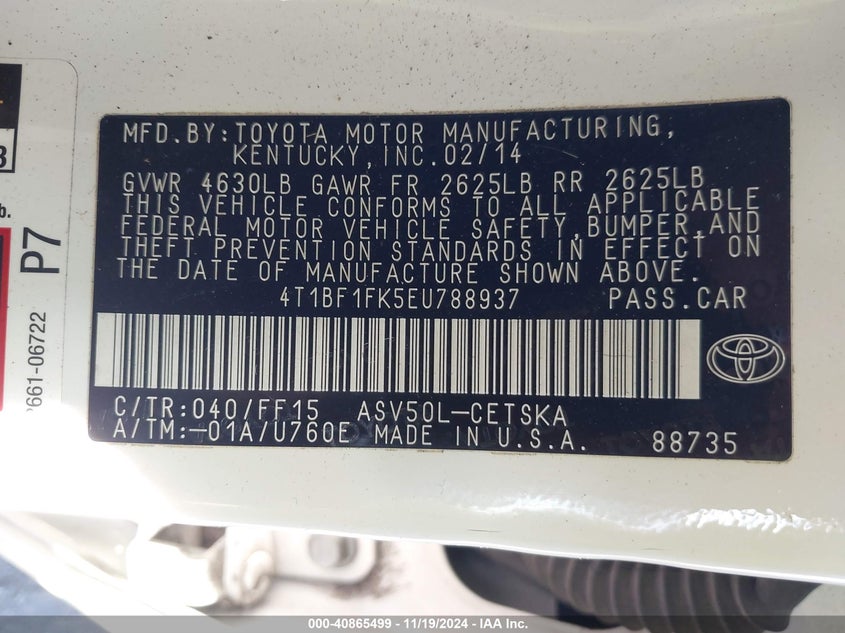 MFD.BY:TOYOTA MOTOR MANUFACTURING,
KENTUCKY,INC.02/14
GVWR 4630LB GAWR FR 2625LB RR 2625LB
THIS VEHICLE CONFORMS TO ALL APPLICABLE
FEDERAL MOTOR VEHICLE SAFETY,BUMPER,AND
THEFT PREVENTION STANDARDS IN EFFECT ON
THE DATE OF MANUFACTURE SHOWN ABOVE.
4T1BF1FK5EU788937 PASS.CAR
C/TR:040/FF15 ASV50L-CETSKA
A/TM:-01A/U760E MADE IN U.S.A. 88735
P7
661-06722
000-40865499 - 11/19/2024 - © IAA, Inc.